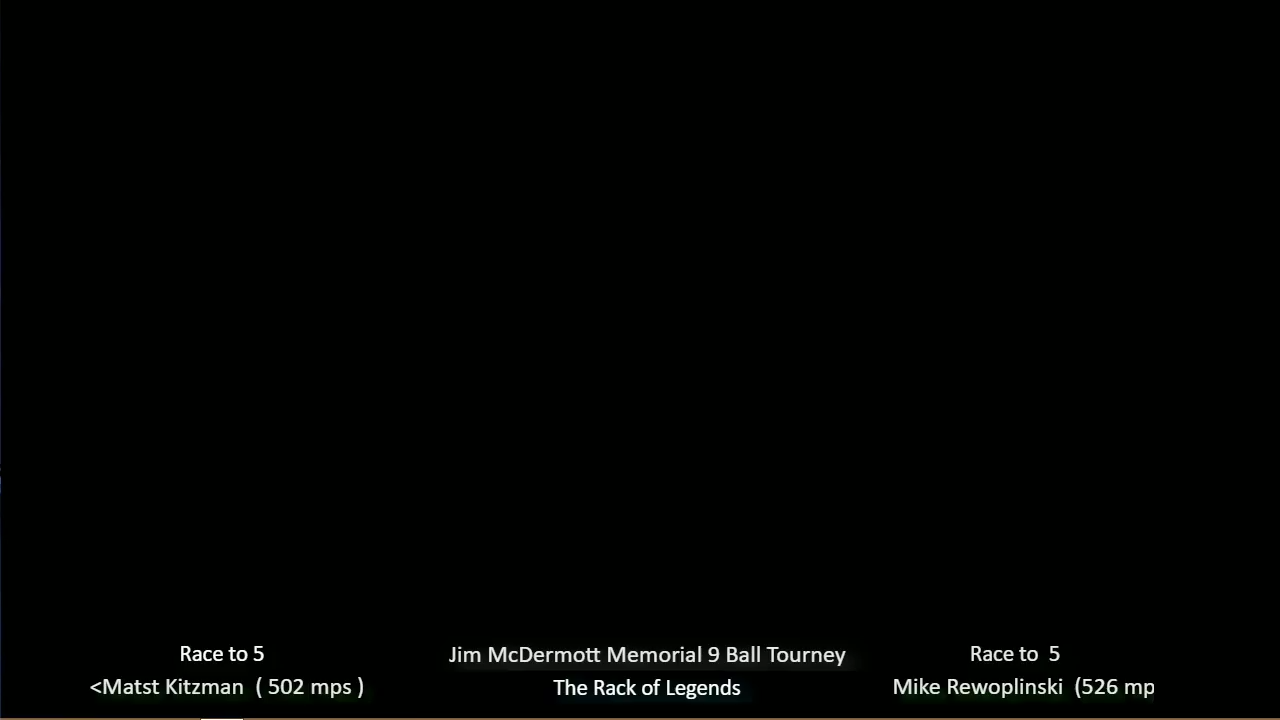 Race to 5
<Matst Kitzman ( 502 mps )
Jim McDermott Memorial 9 Ball Tourney
The Rack of Legends
Race to 5
Mike Rewoplinski (526 mp